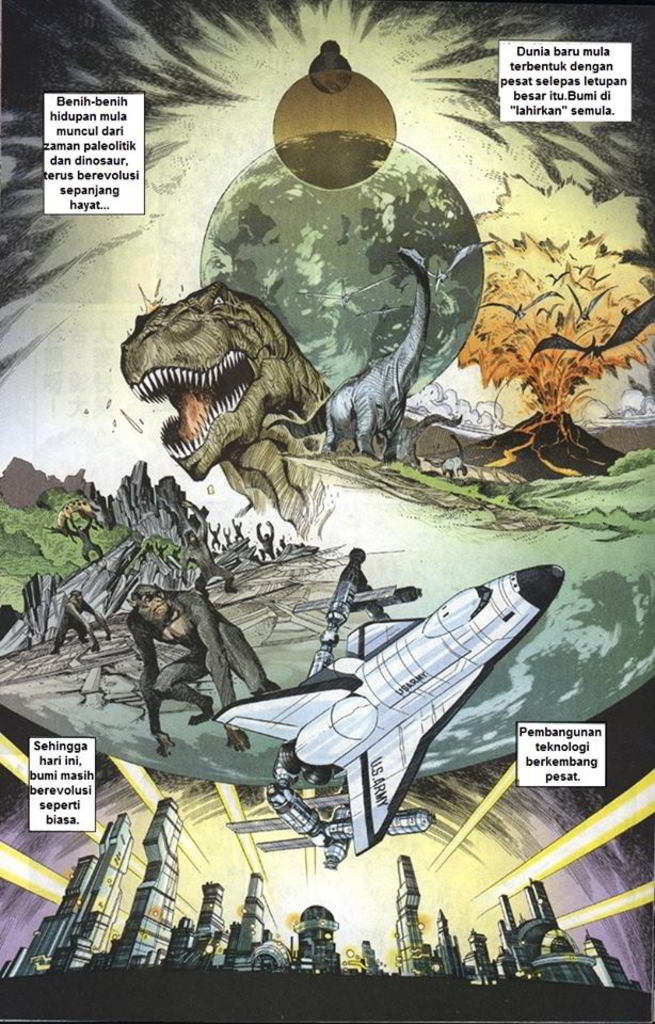 Dunia baru mula
terbentuk dengan
pesat selepas letupan
besar itu.Bumi di
"lahirkan" semula.
Benih-benih
hidupan mula
muncul dari
zaman paleolitik
dan dinosaur,
terus berevolusi
sepanjang
hayat...
U.S.ARMY
U.S.ARMY
Pembangunan
teknologi
berkembang
pesat.
Sehingga
hari ini,
bumi masih
berevolusi
seperti
biasa.